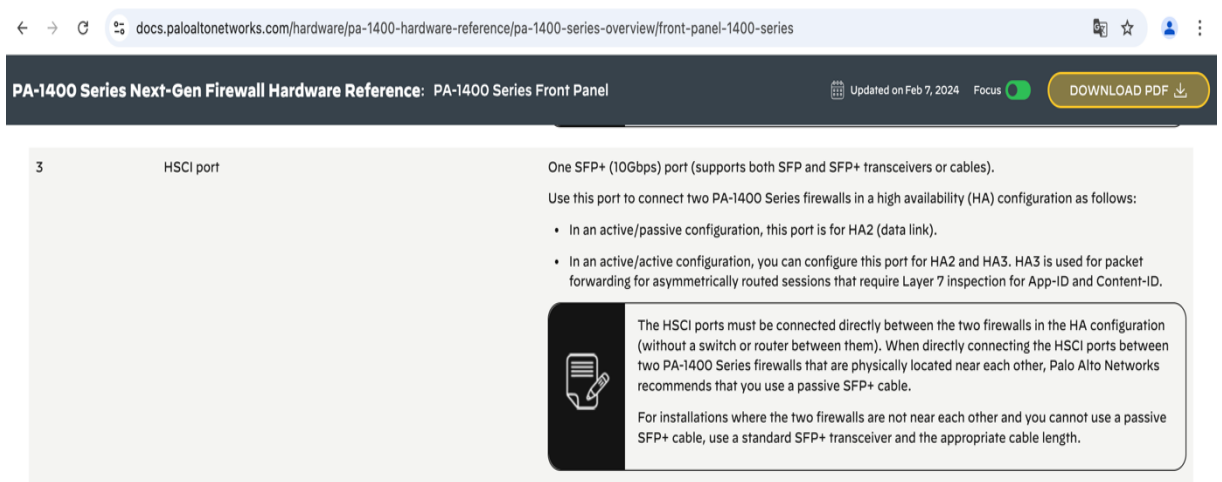 docs.paloaltonetworks.com/hardware/pa-1400-hardware-reference/pa-1400-series-overview/front-panel-1400-series
PA-1400 Series Next-Gen Firewall Hardware Reference: PA-1400 Series Front Panel
Updated on Feb 7, 2024
Focus
DOWNLOAD PDF
3
HSCI port
One SFP+ (10Gbps) port (supports both SFP and SFP+ transceivers or cables).
Use this port to connect two PA-1400 Series firewalls in a high availability (HA) configuration as follows:
• In an active/passive configuration, this port is for HA2 (data link).
• In an active/active configuration, you can configure this port for HA2 and HA3. HA3 is used for packet
forwarding for asymmetrically routed sessions that require Layer 7 inspection for App-ID and Content-ID.
The HSCI ports must be connected directly between the two firewalls in the HA configuration
(without a switch or router between them). When directly connecting the HSCI ports between
two PA-1400 Series firewalls that are physically located near each other, Palo Alto Networks
recommends that you use a passive SFP+ cable.
For installations where the two firewalls are not near each other and you cannot use a passive
SFP+ cable, use a standard SFP+ transceiver and the appropriate cable length.